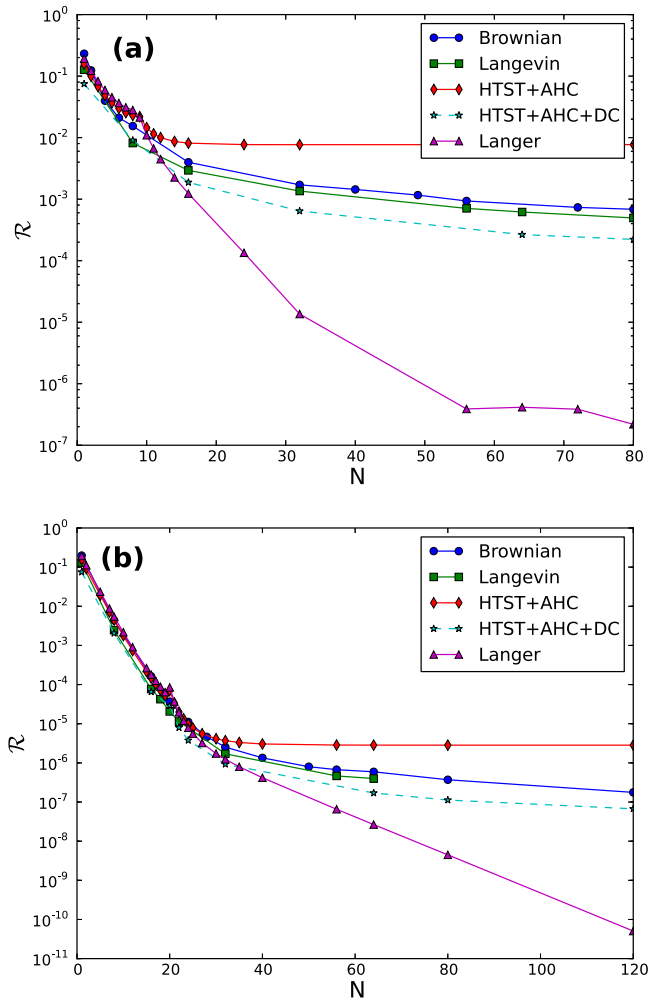 (a)
Brownian
Langevin
HTST+AHC
HTST+AHC+DC
Langer
10^0
10^-1
10^-2
10^-3
10^-4
10^-5
10^-6
10^-7
ℛ
0 10 20 30 40 50 60 70 80
N
(b)
Brownian
Langevin
HTST+AHC
HTST+AHC+DC
Langer
10^0
10^-1
10^-2
10^-3
10^-4
10^-5
10^-6
10^-7
10^-8
10^-9
10^-10
10^-11
ℛ
0 20 40 60 80 100 120
N